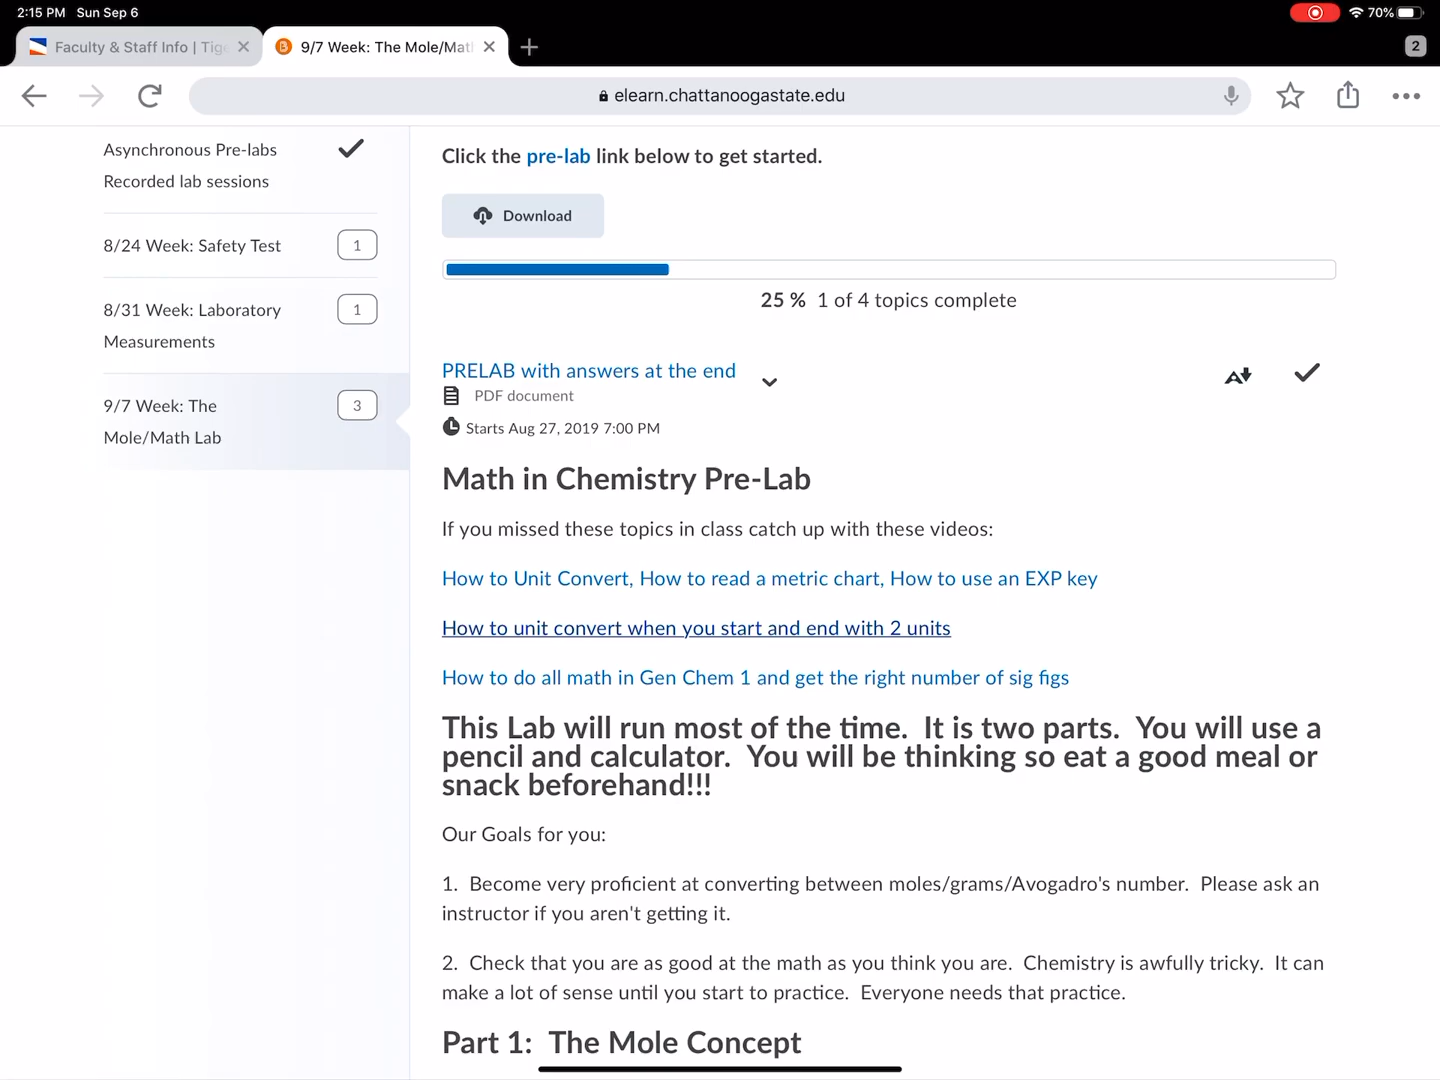 2:15 PM Sun Sep 6
70%
Faculty & Staff Info | Tig
9/7 Week: The Mole/Mat
2
elearn.chattanoogastate.edu
Asynchronous Pre-labs
Recorded lab sessions
8/24 Week: Safety Test
1
8/31 Week: Laboratory
Measurements
1
9/7 Week: The
Mole/Math Lab
3
Click the pre-lab link below to get started.
Download
25 % 1 of 4 topics complete
PRELAB with answers at the end
PDF document
Starts Aug 27, 2019 7:00 PM
Math in Chemistry Pre-Lab
If you missed these topics in class catch up with these videos:
How to Unit Convert, How to read a metric chart, How to use an EXP key
How to unit convert when you start and end with 2 units
How to do all math in Gen Chem 1 and get the right number of sig figs
This Lab will run most of the time. It is two parts. You will use a
pencil and calculator. You will be thinking so eat a good meal or
snack beforehand!!!
Our Goals for you:
1. Become very proficient at converting between moles/grams/Avogadro's number. Please ask an
instructor if you aren't getting it.
2. Check that you are as good at the math as you think you are. Chemistry is awfully tricky. It can
make a lot of sense until you start to practice. Everyone needs that practice.
Part 1: The Mole Concept